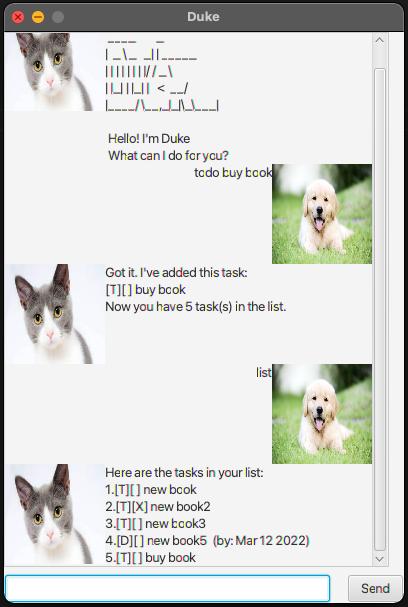 Duke
 ____        _
|  _ \ _   _| | _____
| | | | | | | |/ / _ \
| |_| | |_| |   <  __/
|____/ \__,_|_|\_\___|
Hello! I'm Duke
What can I do for you?
todo buy book
Got it. I've added this task:
[T][ ] buy book
Now you have 5 task(s) in the list.
list
Here are the tasks in your list:
1.[T][ ] new book
2.[T][X] new book2
3.[T][ ] new book3
4.[D][ ] new book5  (by: Mar 12 2022)
5.[T][ ] buy book
Send